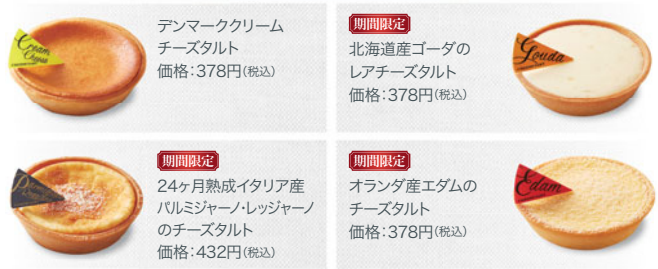 Cream
Cheese
デンマーククリーム
チーズタルト
価格：378円（税込）
期間限定
北海道産ゴーダの
レアチーズタルト
価格：378円（税込）
Gouda
期間限定
24ヶ月熟成イタリア産
パルミジャーノ・レッジャーノ
のチーズタルト
価格：432円（税込）
期間限定
オランダ産エダムの
チーズタルト
価格：378円（税込）
Edam